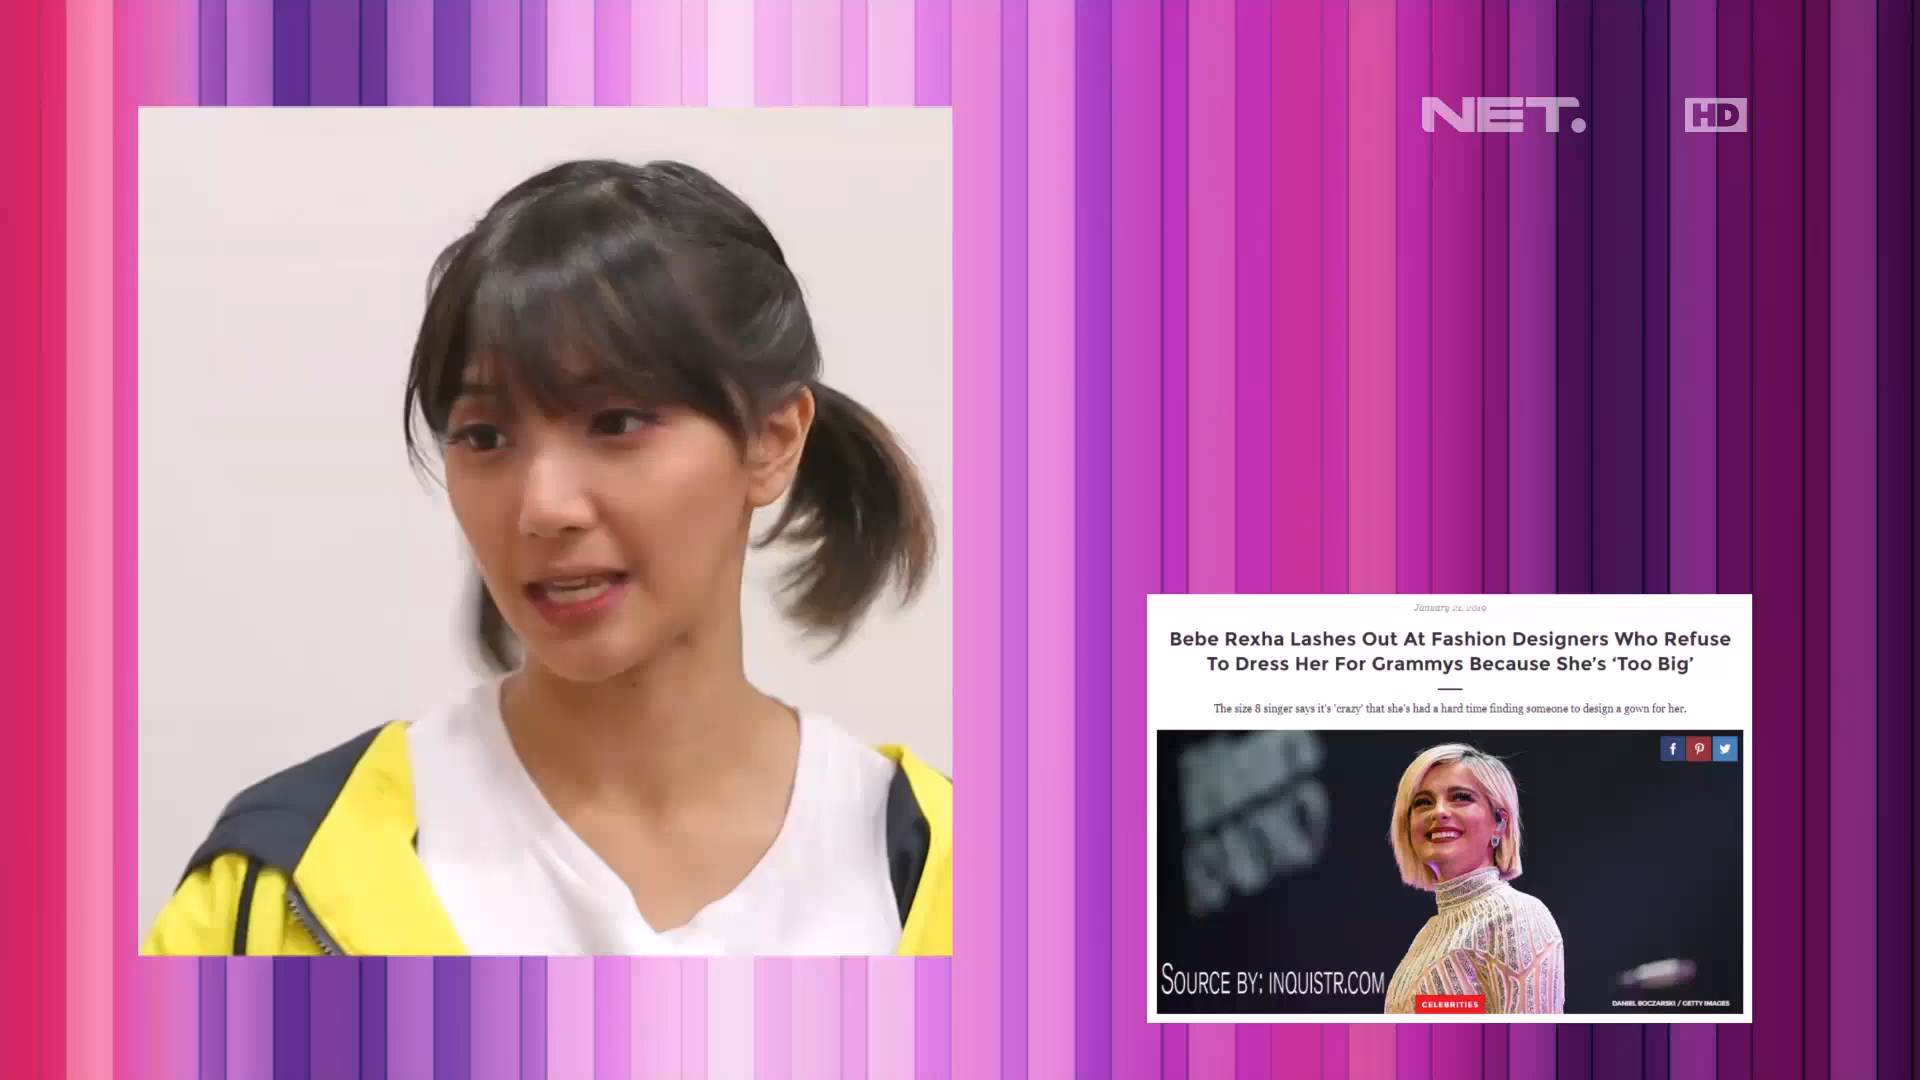 NET.
HD
January 21, 2019
Bebe Rexha Lashes Out At Fashion Designers Who Refuse
To Dress Her For Grammys Because She's 'Too Big'
The size 8 singer says it's 'crazy' that she's had a hard time finding someone to design a gown for her.
f
SOURCE BY: INQUISTR.COM
CELEBRITIES
DANIEL BOCZARSKI / GETTY IMAGES